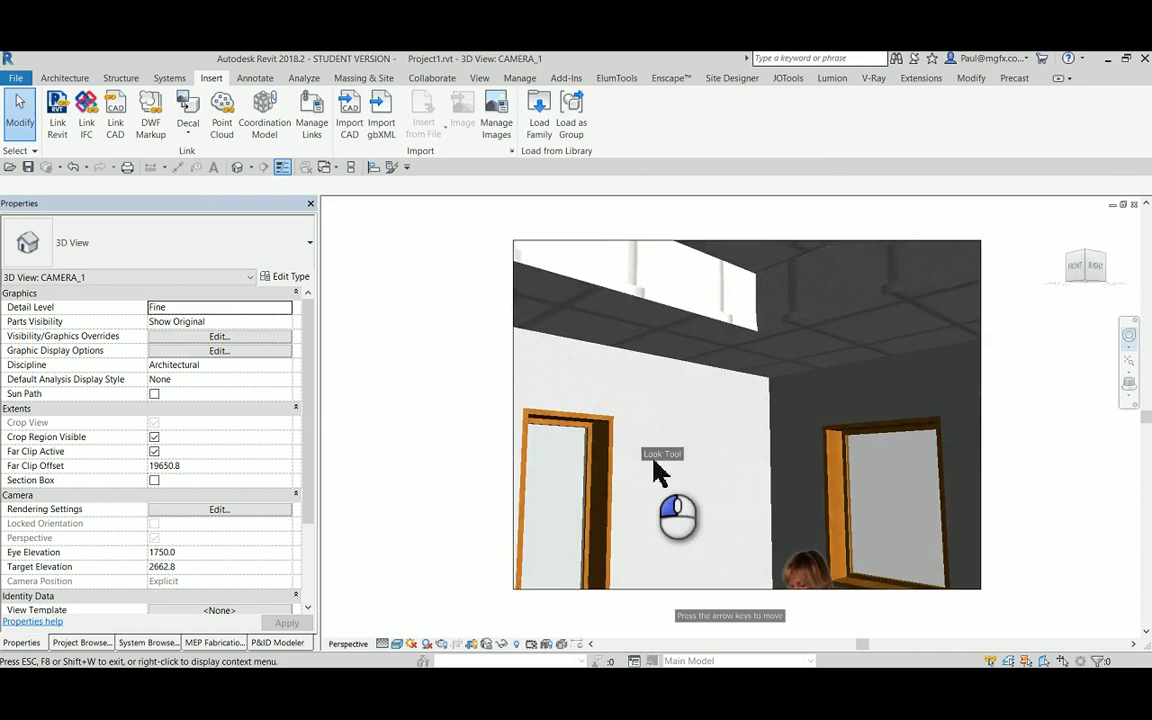 Autodesk Revit 2018.2 - STUDENT VERSION - Project1.rvt - 3D View: CAMERA_1
Type a keyword or phrase
Paul@mgfx.co...
File Architecture Structure Systems Insert Annotate Analyze Massing & Site Collaborate View Manage Add-Ins ElumTools Enscape™ Site Designer JOTools Lumion V-Ray Extensions Modify Precast
Modify
Link Revit
Link IFC
Link CAD
DWF Markup
Decal
Point Cloud
Coordination Model
Manage Links
Import CAD
Import gbXML
Insert from File
Image
Manage Images
Load Family
Load as Group
Select
Link
Import
Load from Library
Properties
3D View
3D View: CAMERA_1
Edit Type
Graphics
Detail Level Fine
Parts Visibility Show Original
Visibility/Graphics Overrides Edit...
Graphic Display Options Edit...
Discipline Architectural
Default Analysis Display Style None
Sun Path
Extents
Crop View
Crop Region Visible
Far Clip Active
Far Clip Offset 19650.8
Section Box
Camera
Rendering Settings Edit...
Locked Orientation
Perspective
Eye Elevation 1750.0
Target Elevation 2662.8
Camera Position Explicit
Identity Data
View Template <None>
Properties help
Apply
Properties Project Browse... System Browse... MEP Fabricatio... P&ID Modeler
FRONT RIGHT
Look Tool
Press the arrow keys to move
Perspective
Press ESC, F8 or Shift+W to exit, or right-click to display context menu.
:0
Main Model
:0